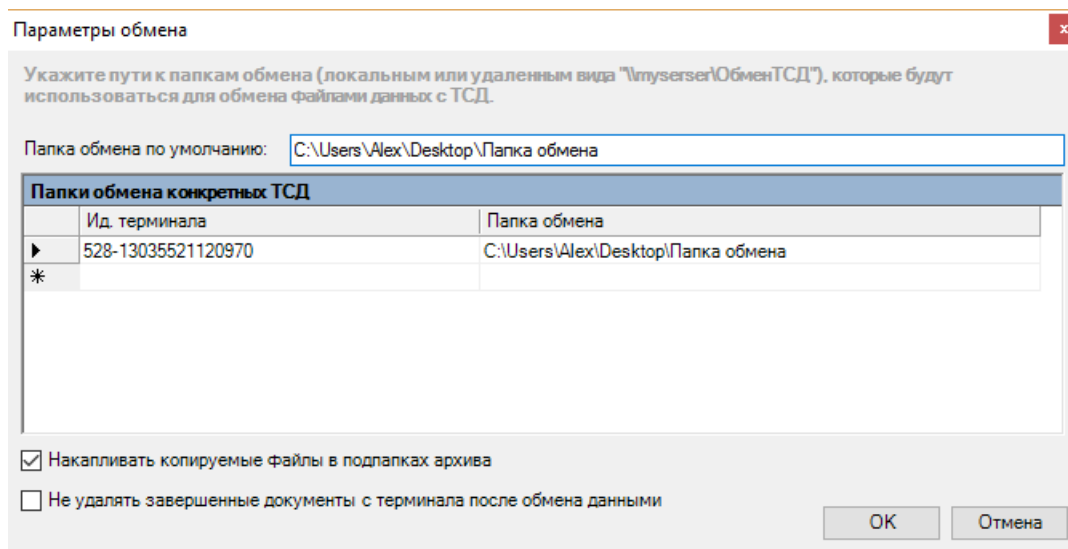 Параметры обмена
x
Укажите пути к папкам обмена (локальным или удаленным вида "\\myserser\ОбменТСД"), которые будут
использоваться для обмена файлами данных с ТСД.
Папка обмена по умолчанию: C:\Users\Alex\Desktop\Папка обмена
Папки обмена конкретных ТСД
Ид. терминала Папка обмена
528-13035521120970 C:\Users\Alex\Desktop\Папка обмена
Накапливать копируемые файлы в подпапках архива
Не удалять завершенные документы с терминала после обмена данными
OK Отмена